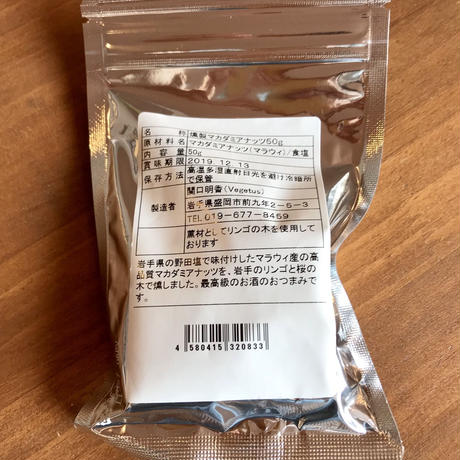 名 称 燻製マカダミアナッツ50g
原材料名 マカダミアナッツ(マラウィ)/食塩
内 容 量 50g
賞味期限 2019.12.13
保存方法 高温多湿直射日光を避け冷暗所
で保管
製造者 関口明香(Vegetus)
岩手県盛岡市前九年2-5-3
TEL 019-677-8459
薫材としてリンゴの木を使用して
おります
岩手県の野田塩で味付けしたマラウィ産の高
品質マカダミアナッツを、岩手のリンゴと桜の
木で燻しました。最高級のお酒のおつまみで
す。
4 580415 320833